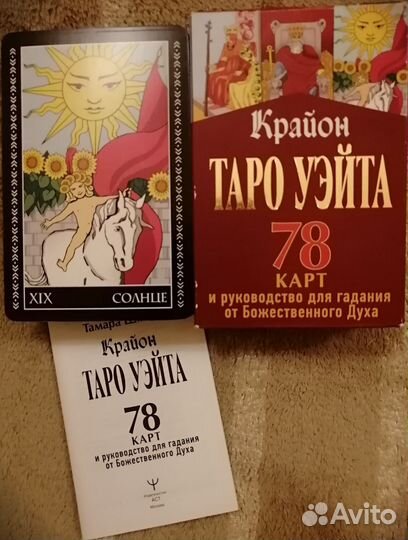 Крайон
ТАРО УЭЙТА
78
КАРТ
и руководство для гадания
от Божественного Духа
XIX СОЛНЦЕ
Тамара
Крайон
ТАРО УЭЙТА
78
КАРТ
и руководство для гадания
от Божественного Духа
Издательство
АСТ
Москва
Avito